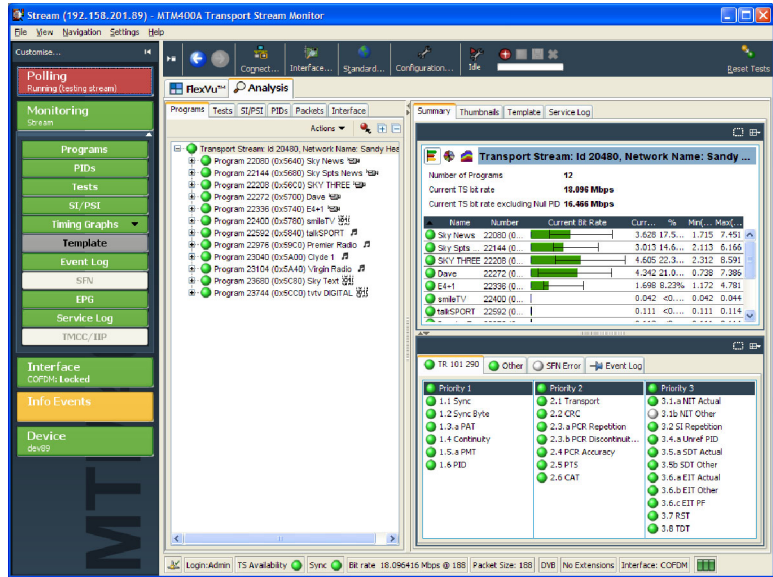 Stream (192.158.201.89) - MTM400A Transport Stream Monitor
File View Navigation Settings Help
Customise...
Connect... Interface... Standard... Configuration... Idle
Reset Tests
Polling
Running (testing stream)
FlexVu™ Analysis
Monitoring
Stream
Programs Tests SI/PSI PIDs Packets Interface
Summary Thumbnails Template Service Log
Actions
Programs
PIDs
Tests
SI/PSI
Timing Graphs
Template
Event Log
SFN
EPG
Service Log
TMCC/IIP
Interface
COFDM: Locked
Info Events
Device
dev89
MT
M
Transport Stream: Id 20480, Network Name: Sandy Hea
Program 22080 (0x5640) Sky News
Program 22144 (0x5680) Sky Spts News
Program 22208 (0x56C0) SKY THREE
Program 22272 (0x5700) Dave
Program 22336 (0x5740) E4+1
Program 22400 (0x5780) smileTV
Program 22592 (0x5840) talkSPORT
Program 22976 (0x59C0) Premier Radio
Program 23040 (0x5A00) Clyde 1
Program 23104 (0x5A40) Virgin Radio
Program 23680 (0x5C80) Sky Text
Program 23744 (0x5CC0) tvtv DIGITAL
Transport Stream: Id 20480, Network Name: Sandy ...
Number of Programs 12
Current TS bit rate 18.096 Mbps
Current TS bit rate excluding Null PID 16.466 Mbps
Name Number Current Bit Rate Curr... % Min(... Max(...
Sky News 22080 (0... 3.628 17.5... 1.715 7.451
Sky Spts ... 22144 (0... 3.013 14.6... 2.113 6.166
SKY THREE 22208 (0... 4.605 22.3... 2.312 8.591
Dave 22272 (0... 4.342 21.0... 0.738 7.386
E4+1 22336 (0... 1.698 8.23% 1.172 4.781
smileTV 22400 (0... 0.042 <0.... 0.042 0.044
talkSPORT 22592 (0... 0.111 <0.... 0.111 0.114
TR 101 290 Other SFN Error Event Log
Priority 1
1.1 Sync
1.2 Sync Byte
1.3.a PAT
1.4 Continuity
1.5.a PMT
1.6 PID
Priority 2
2.1 Transport
2.2 CRC
2.3.a PCR Repetition
2.3.b PCR Discontinuit...
2.4 PCR Accuracy
2.5 PTS
2.6 CAT
Priority 3
3.1.a NIT Actual
3.1b NIT Other
3.2 SI Repetition
3.4.a Unref PID
3.5.a SDT Actual
3.5b SDT Other
3.6.a EIT Actual
3.6.b EIT Other
3.6.c EIT PF
3.7 RST
3.8 TDT
Login:Admin TS Availability Sync Bit rate 18.096416 Mbps @ 188 Packet Size: 188 DVB No Extensions Interface: COFDM